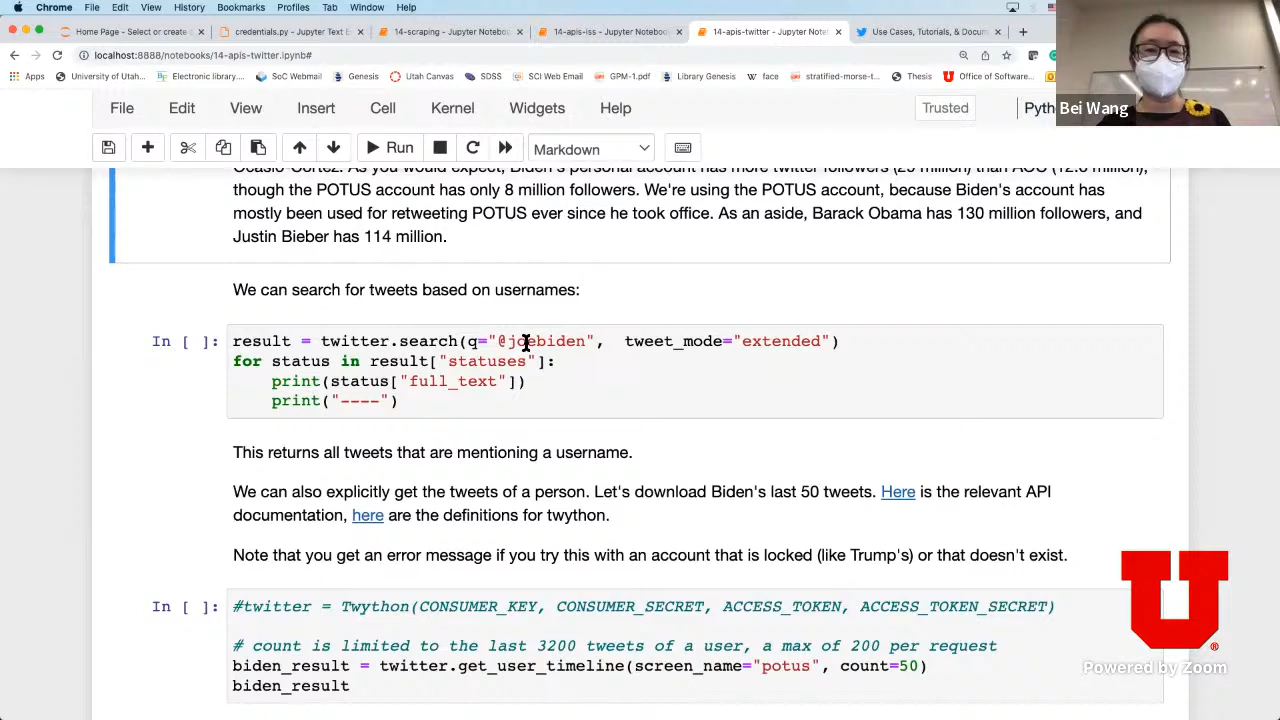 Chrome File Edit View History Bookmarks Profiles Tab Window Help
Home Page - Select or create
credentials.py - Jupyter Text E
14-scraping - Jupyter Notebook
14-apis-iss - Jupyter Notebook
14-apis-twitter - Jupyter Note
Use Cases, Tutorials, & Docum
localhost:8888/notebooks/14-apis-twitter.ipynb#
Apps University of Utah Electronic library... SoC Webmail Genesis Utah Canvas SDSS SCI Web Email GPM-1.pdf Library Genesis face stratified-morse-t... Thesis Office of Software...
File Edit View Insert Cell Kernel Widgets Help Trusted Pyth
Run Markdown
Bei Wang
Ocasio-Cortez. As you would expect, Biden's personal account has more twitter followers
though the POTUS account has only 8 million followers. We're using the POTUS account, because Biden's account has
mostly been used for retweeting POTUS ever since he took office. As an aside, Barack Obama has 130 million followers, and
Justin Bieber has 114 million.
We can search for tweets based on usernames:
In [ ]: result = twitter.search(q="@joebiden", tweet_mode="extended")
for status in result["statuses"]:
print(status["full_text"])
print("----")
This returns all tweets that are mentioning a username.
We can also explicitly get the tweets of a person. Let's download Biden's last 50 tweets. Here is the relevant API
documentation, here are the definitions for twython.
Note that you get an error message if you try this with an account that is locked (like Trump's) or that doesn't exist.
In [ ]: #twitter = Twython(CONSUMER_KEY, CONSUMER_SECRET, ACCESS_TOKEN, ACCESS_TOKEN_SECRET)
# count is limited to the last 3200 tweets of a user, a max of 200 per request
biden_result = twitter.get_user_timeline(screen_name="potus", count=50)
biden_result
U
Powered by Zoom